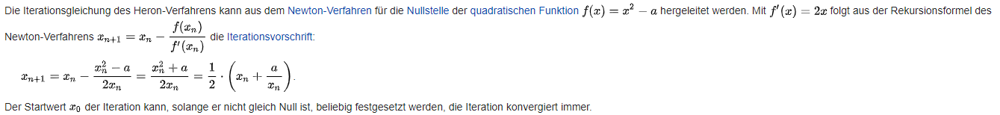 Die Iterationsgleichung des Heron-Verfahrens kann aus dem Newton-Verfahren für die Nullstelle der quadratischen Funktion $f(x) = x^2 - a$ hergeleitet werden. Mit $f'(x) = 2x$ folgt aus der Rekursionsformel des
Newton-Verfahrens $x_{n+1} = x_n - \frac{f(x_n)}{f'(x_n)}$ die Iterationsvorschrift:
$x_{n+1} = x_n - \frac{x_n^2 - a}{2x_n} = \frac{x_n^2 + a}{2x_n} = \frac{1}{2} \cdot \left(x_n + \frac{a}{x_n}\right).$
Der Startwert $x_0$ der Iteration kann, solange er nicht gleich Null ist, beliebig festgesetzt werden, die Iteration konvergiert immer.